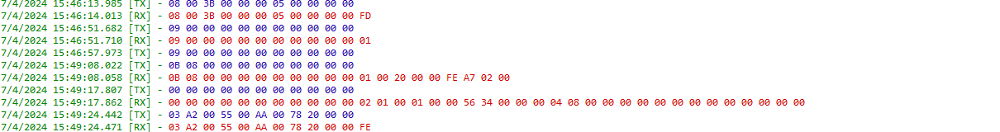 7/4/2024 15:46:13.985 [TX] - 08 00 3B 00 00 00 05 00 00 00 00
7/4/2024 15:46:14.013 [RX] - 08 00 3B 00 00 00 05 00 00 00 00 FD
7/4/2024 15:46:51.682 [TX] - 09 00 00 00 00 00 00 00 00 00 00
7/4/2024 15:46:51.710 [RX] - 09 00 00 00 00 00 00 00 00 00 00 01
7/4/2024 15:46:57.973 [TX] - 09 00 00 00 00 00 00 00 00 00 00
7/4/2024 15:49:08.022 [TX] - 0B 08 00 00 00 00 00 00 00 00 00
7/4/2024 15:49:08.058 [RX] - 0B 08 00 00 00 00 00 00 00 00 00 01 00 20 00 00 FE A7 02 00
7/4/2024 15:49:17.807 [TX] - 00 00 00 00 00 00 00 00 00 00 00
7/4/2024 15:49:17.862 [RX] - 00 00 00 00 00 00 00 00 00 00 00 02 01 00 01 00 00 56 34 00 00 00 04 08 00 00 00 00 00 00 00 00 00 00 00 00 00
7/4/2024 15:49:24.442 [TX] - 03 A2 00 55 00 AA 00 78 20 00 00
7/4/2024 15:49:24.471 [RX] - 03 A2 00 55 00 AA 00 78 20 00 00 FE